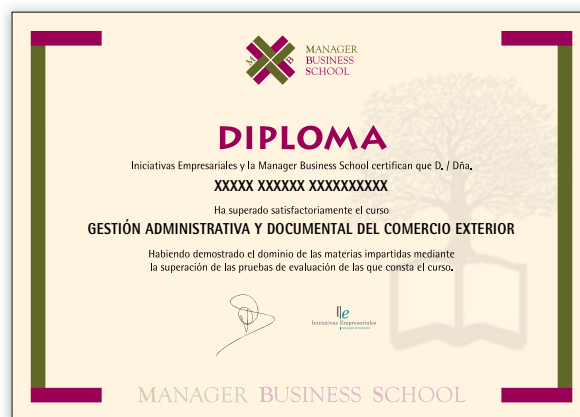 M B
MANAGER
BUSINESS
SCHOOL
DIPLOMA
Iniciativas Empresariales y la Manager Business School certifican que D. / Dña.
XXXXX XXXXXX XXXXXXXXXX
Ha superado satisfactoriamente el curso
GESTIÓN ADMINISTRATIVA Y DOCUMENTAL DEL COMERCIO EXTERIOR
Habiendo demostrado el dominio de las materias impartidas mediante
la superación de las pruebas de evaluación de las que consta el curso.
Iniciativas Empresariales
MANAGER BUSINESS SCHOOL